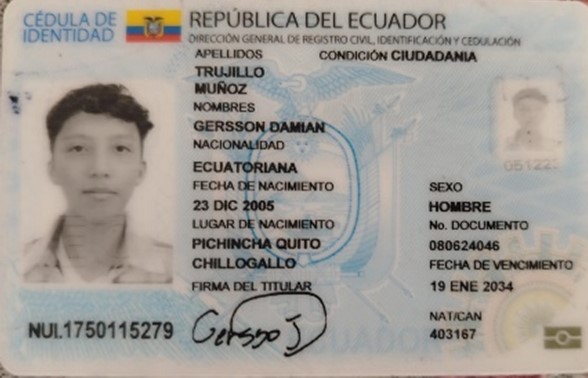 CÉDULA DE
IDENTIDAD
REPÚBLICA DEL ECUADOR
DIRECCIÓN GENERAL DE REGISTRO CIVIL, IDENTIFICACIÓN Y CEDULACIÓN
APELLIDOS
CONDICIÓN CIUDADANIA
TRUJILLO
MUÑOZ
NOMBRES
GERSSON DAMIAN
NACIONALIDAD
ECUATORIANA
FECHA DE NACIMIENTO
23 DIC 2005
LUGAR DE NACIMIENTO
PICHINCHA QUITO
CHILLOGALLO
FIRMA DEL TITULAR
SEXO
HOMBRE
No. DOCUMENTO
080624046
FECHA DE VENCIMIENTO
19 ENE 2034
NAT/CAN
403167
NUI.1750115279
ECUADOR